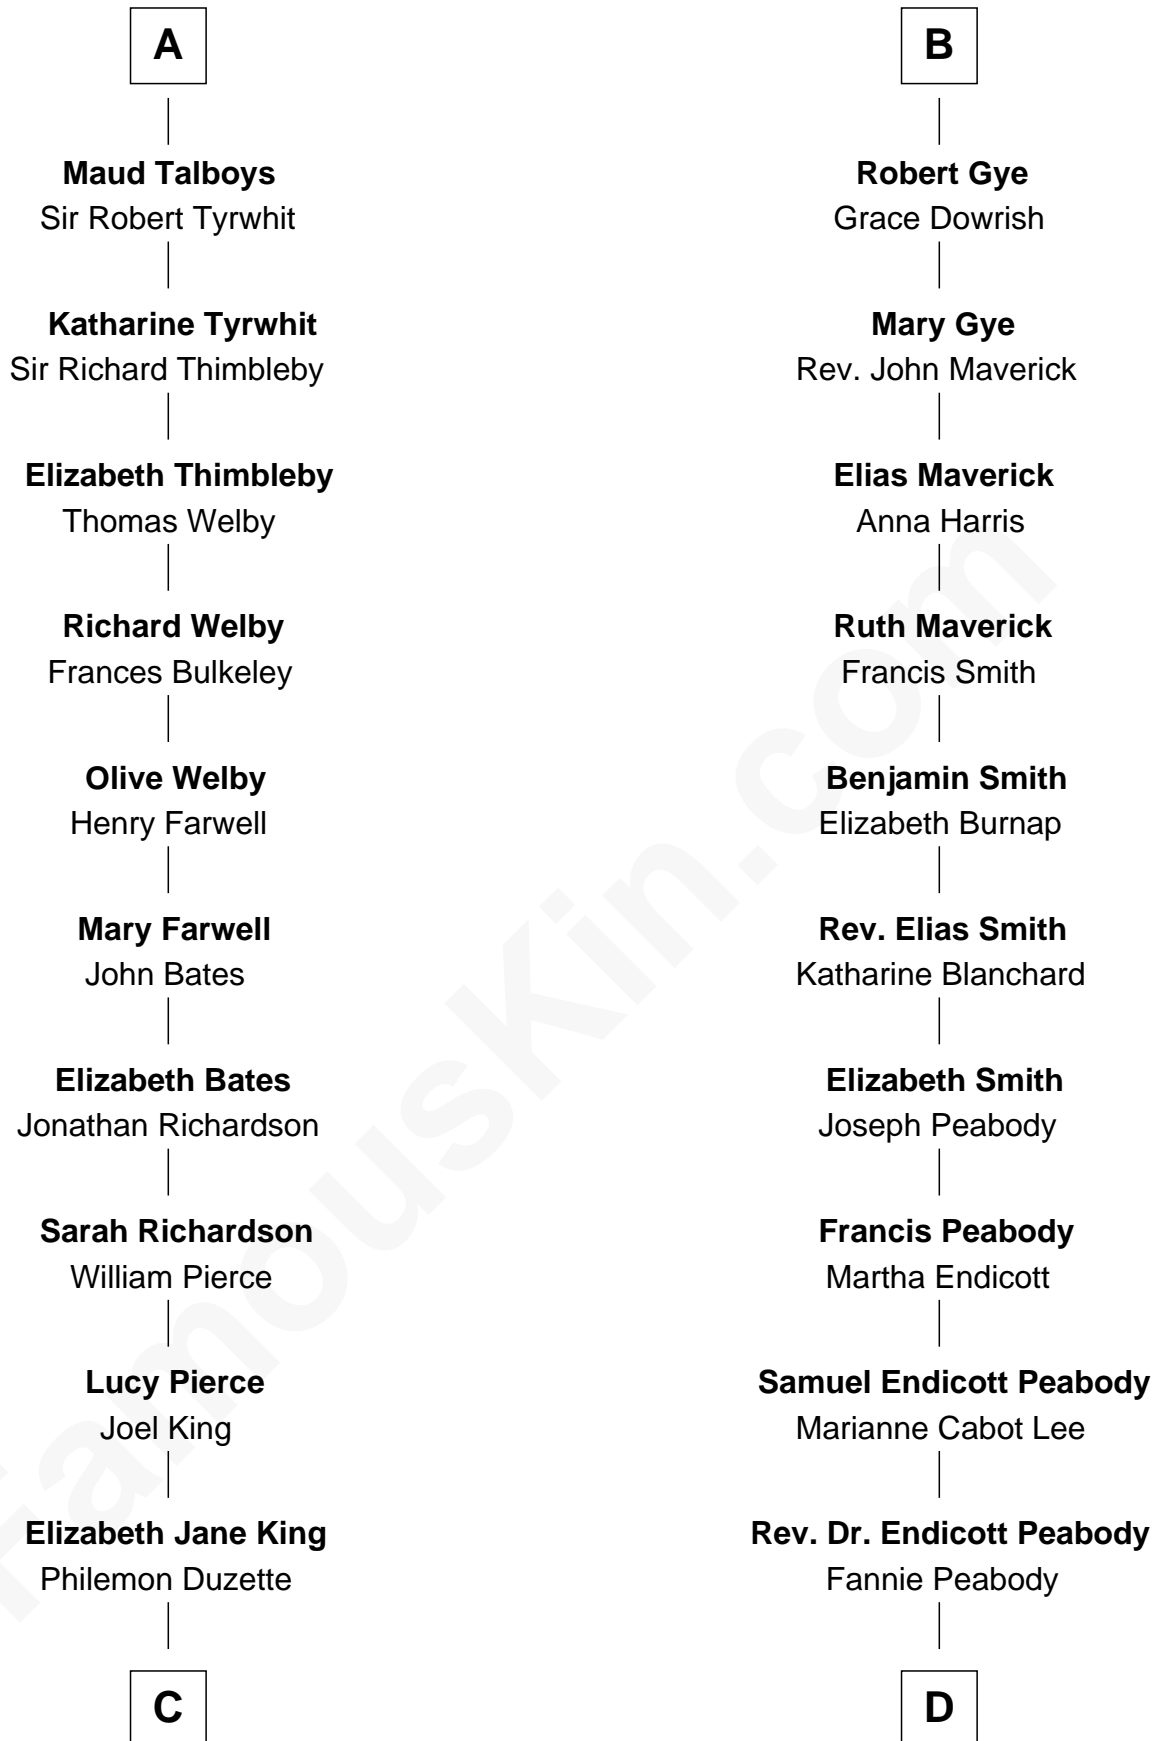 A
Maud Talboys
Sir Robert Tyrwhit
Katharine Tyrwhit
Sir Richard Thimbleby
Elizabeth Thimbleby
Thomas Welby
Richard Welby
Frances Bulkeley
Olive Welby
Henry Farwell
Mary Farwell
John Bates
Elizabeth Bates
Jonathan Richardson
Sarah Richardson
William Pierce
Lucy Pierce
Joel King
Elizabeth Jane King
Philemon Duzette
C
B
Robert Gye
Grace Dowrish
Mary Gye
Rev. John Maverick
Elias Maverick
Anna Harris
Ruth Maverick
Francis Smith
Benjamin Smith
Elizabeth Burnap
Rev. Elias Smith
Katharine Blanchard
Elizabeth Smith
Joseph Peabody
Francis Peabody
Martha Endicott
Samuel Endicott Peabody
Marianne Cabot Lee
Rev. Dr. Endicott Peabody
Fannie Peabody
D
FamousKin.com